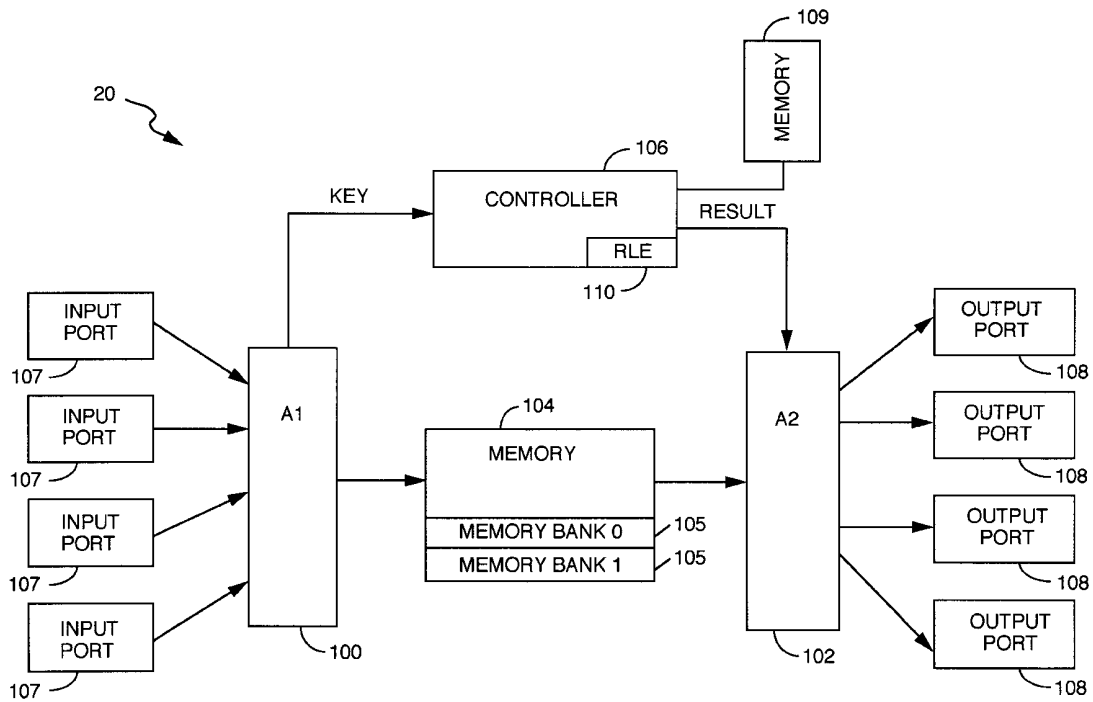 109
MEMORY
20
106
CONTROLLER
KEY
RESULT
RLE
110
INPUT
PORT
107
INPUT
PORT
107
INPUT
PORT
107
INPUT
PORT
107
A1
100
104
MEMORY
MEMORY BANK 0
105
MEMORY BANK 1
105
A2
102
OUTPUT
PORT
108
OUTPUT
PORT
108
OUTPUT
PORT
108
OUTPUT
PORT
108